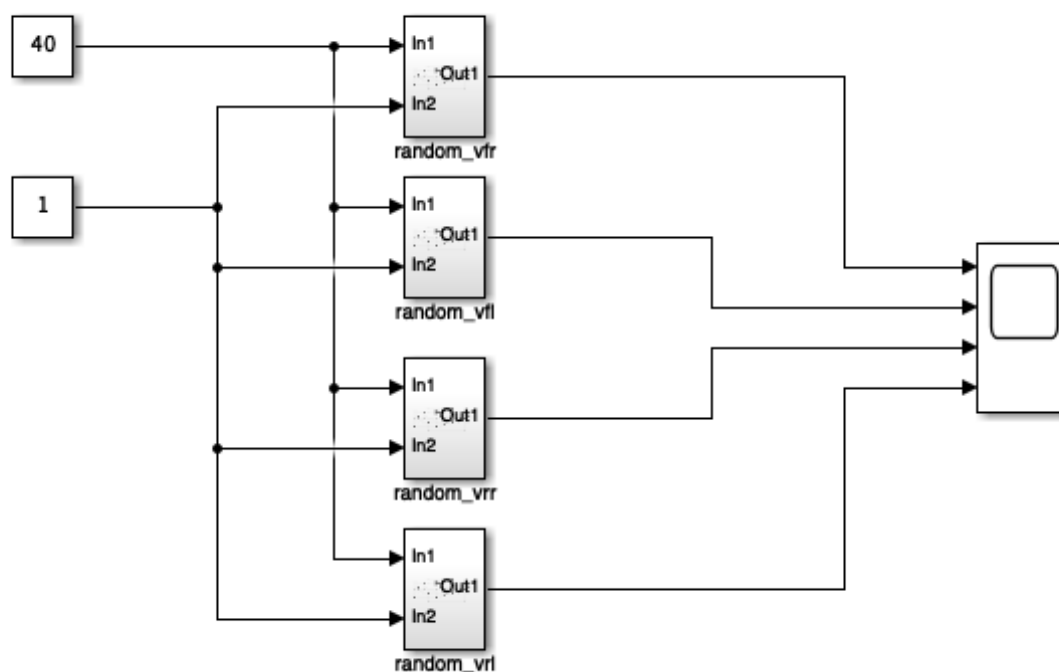 40
In1
Out1
In2
random_vfr
1
In1
Out1
In2
random_vfl
In1
Out1
In2
random_vrr
In1
Out1
In2
random_vrl